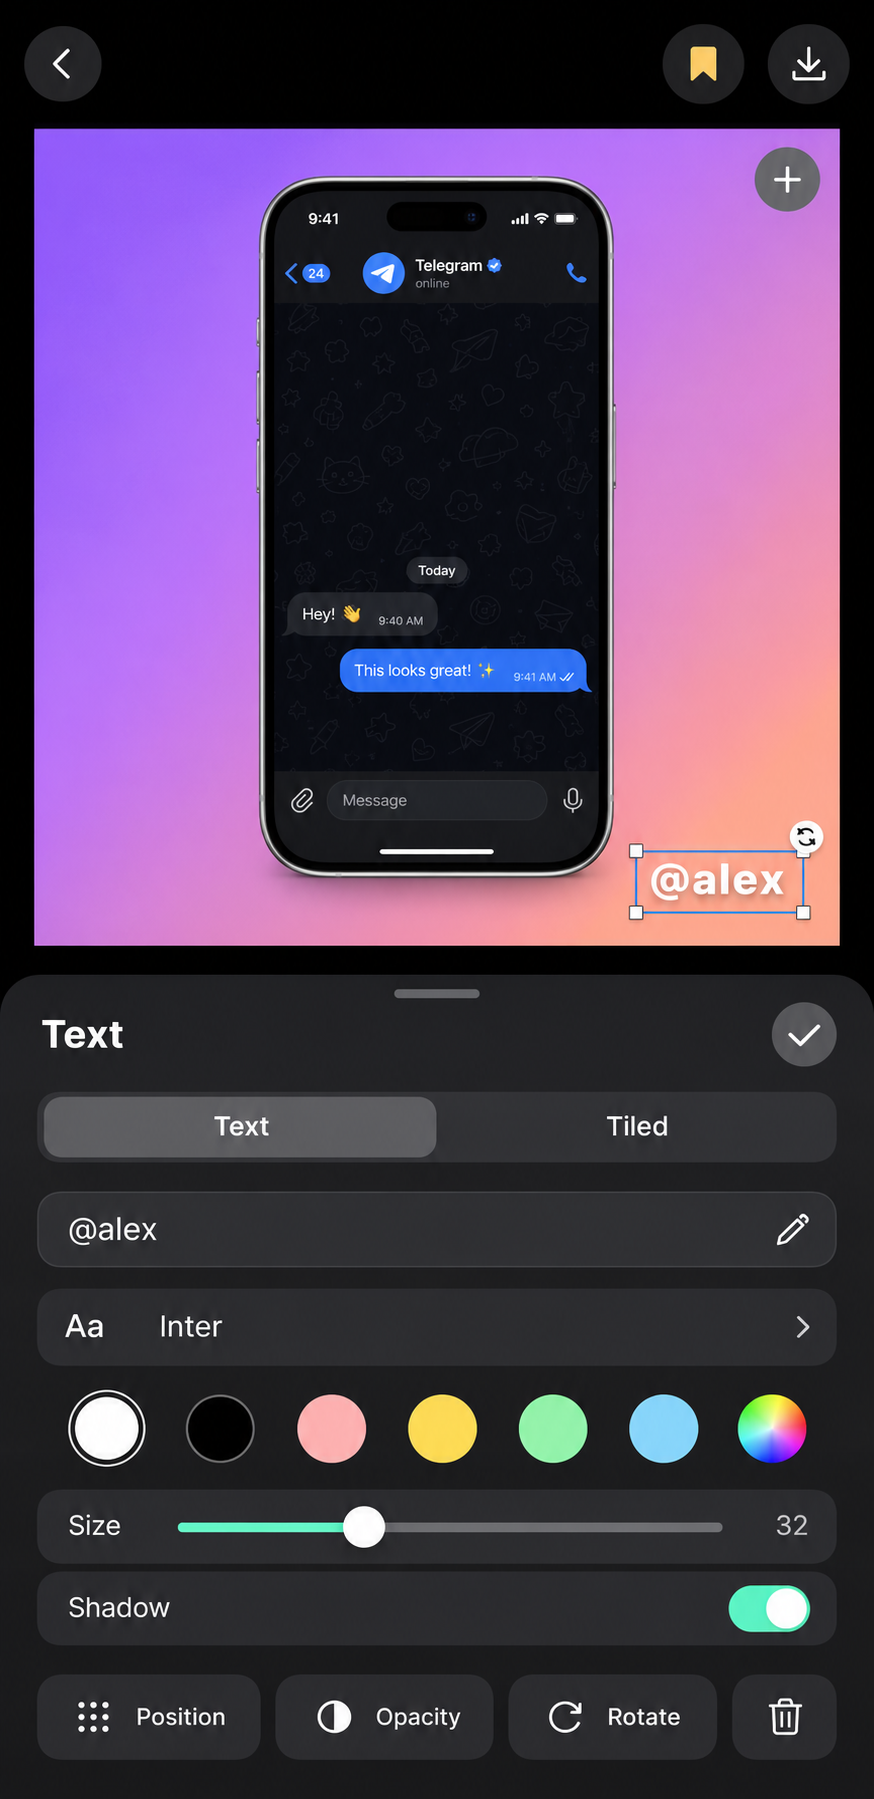 9:41
24
Telegram
online
Today
Hey! 👋 9:40 AM
This looks great! ✨ 9:41 AM
Message
@alex
Text
Text Tiled
@alex
Aa Inter
Size 32
Shadow
Position Opacity Rotate